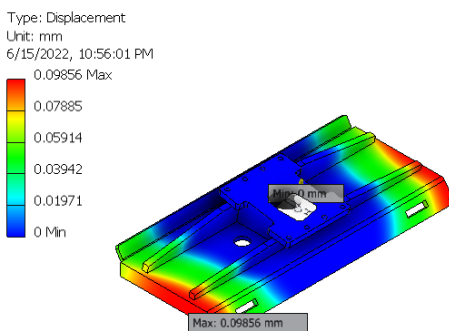 Type: Displacement
Unit: mm
6/15/2022, 10:56:01 PM
0.09856 Max
0.07885
0.05914
0.03942
0.01971
0 Min
Min: 0 mm
Max: 0.09856 mm